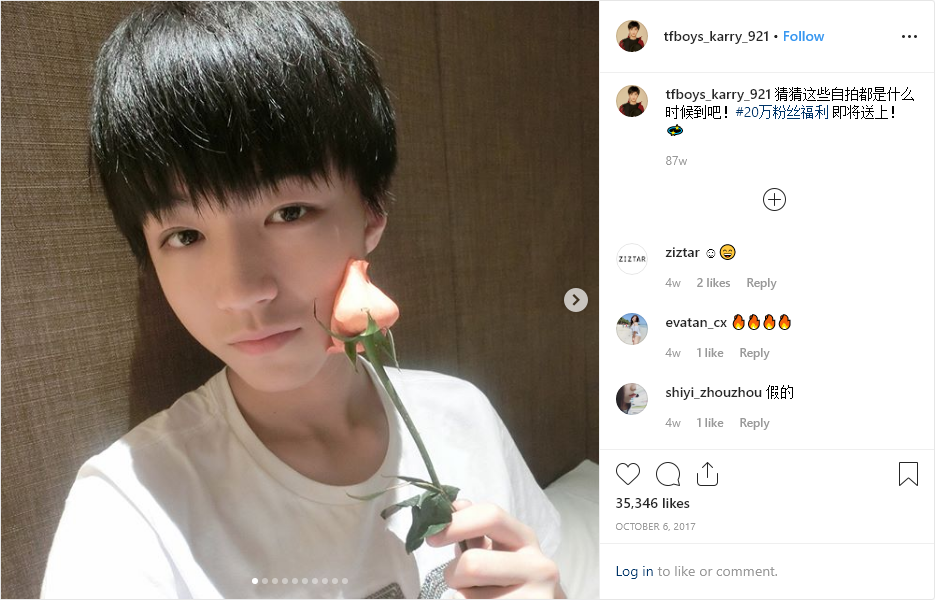 tfboys_karry_921 • Follow
tfboys_karry_921 猜猜这些自拍都是什么
时候到吧！#20万粉丝福利 即将送上！
87w
ZIZTAR
ziztar ☺😄
4w 2 likes Reply
evatan_cx 🔥🔥🔥🔥
4w 1 like Reply
shiyi_zhouzhou 假的
4w 1 like Reply
35,346 likes
OCTOBER 6, 2017
Log in to like or comment.